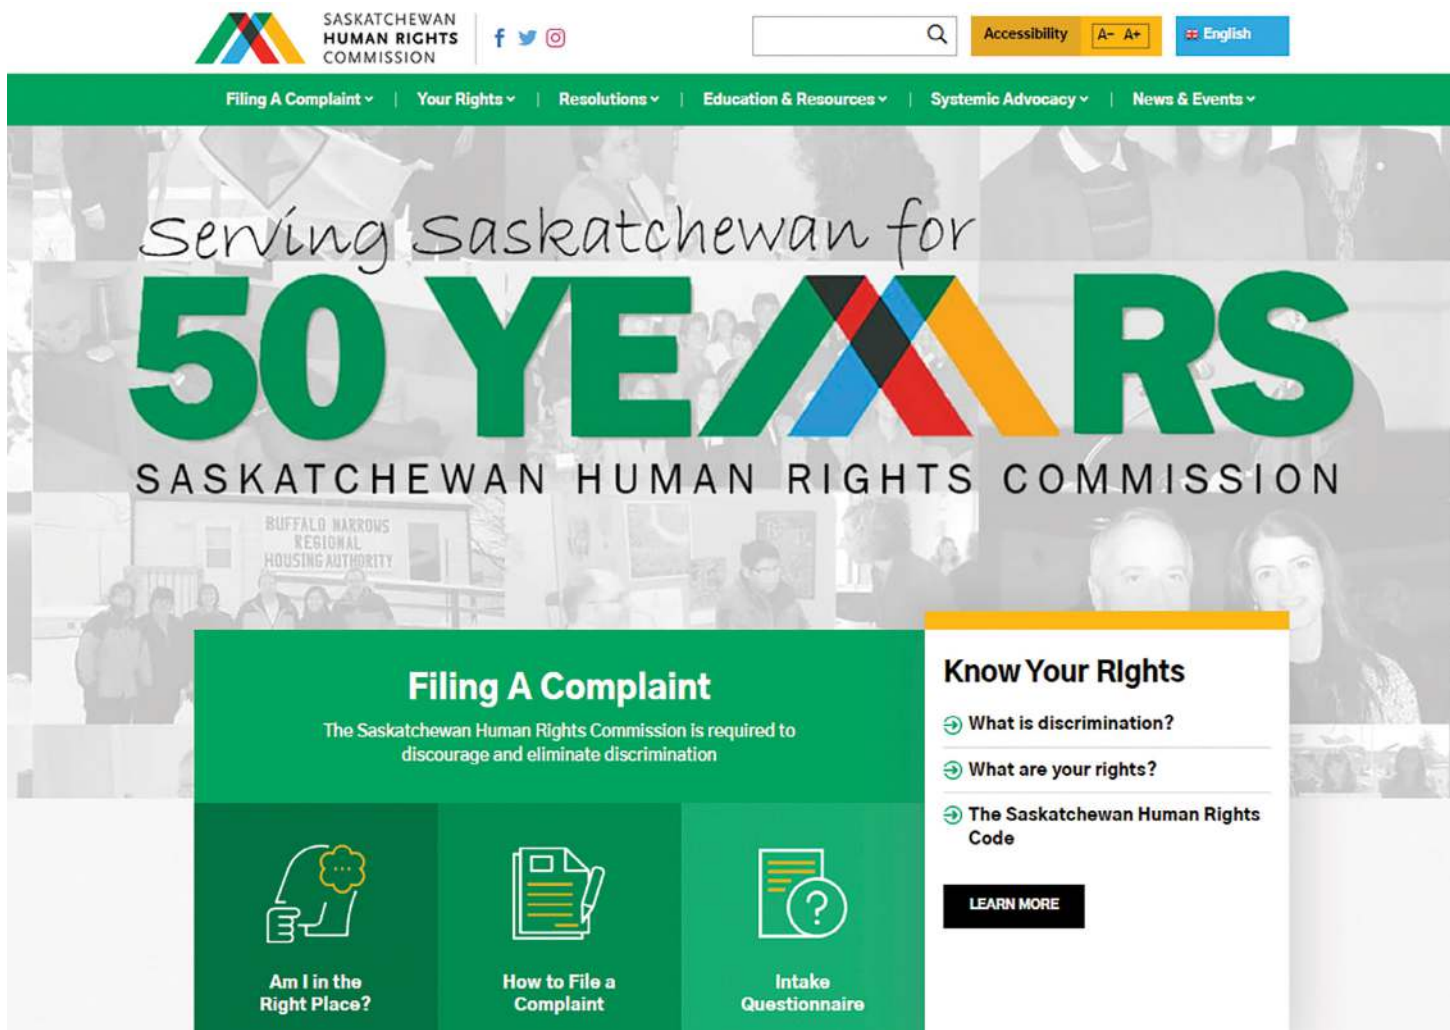 SASKATCHEWAN
HUMAN RIGHTS
COMMISSION
Accessibility
A- A+
English
Filing A Complaint
Your Rights
Resolutions
Education & Resources
Systemic Advocacy
News & Events
Serving Saskatchewan for
50 YEARS
SASKATCHEWAN HUMAN RIGHTS COMMISSION
BUFFALO NARROWS
REGIONAL
HOUSING AUTHORITY
Filing A Complaint
The Saskatchewan Human Rights Commission is required to
discourage and eliminate discrimination
Am I in the
Right Place?
How to File a
Complaint
Intake
Questionnaire
Know Your RIghts
What is discrimination?
What are your rights?
The Saskatchewan Human Rights
Code
LEARN MORE